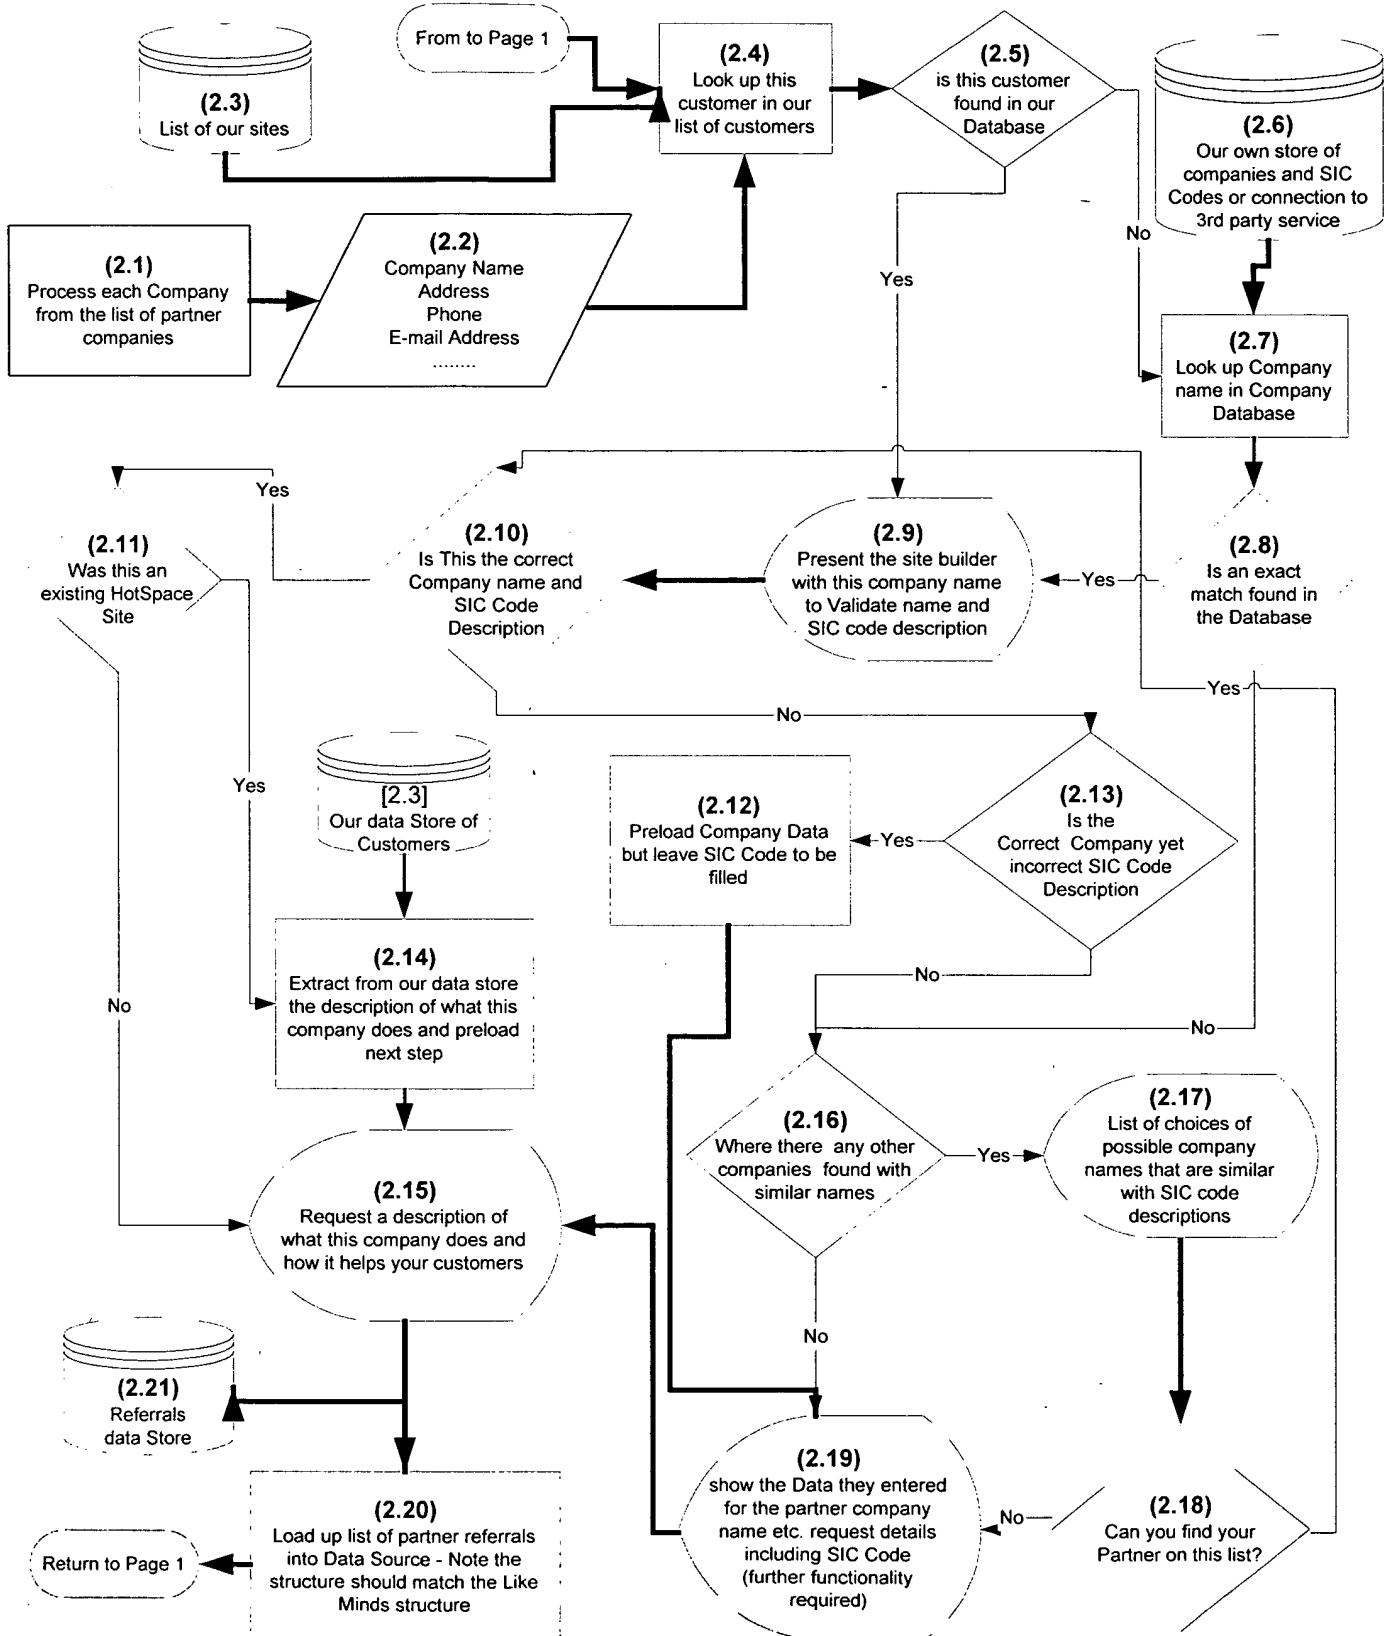 From to Page 1
(2.3)
List of our sites
(2.4)
Look up this
customer in our
list of customers
(2.5)
is this customer
found in our
Database
(2.6)
Our own store of
companies and SIC
Codes or connection to
3rd party service
(2.1)
Process each Company
from the list of partner
companies
(2.2)
Company Name
Address
Phone
E-mail Address
........
Yes
No
(2.7)
Look up Company
name in Company
Database
Yes
(2.11)
Was this an
existing HotSpace
Site
(2.10)
Is This the correct
Company name and
SIC Code
Description
(2.9)
Present the site builder
with this company name
to Validate name and
SIC code description
Yes
(2.8)
Is an exact
match found in
the Database
Yes
No
Yes
[2.3]
Our data Store of
Customers
(2.12)
Preload Company Data
but leave SIC Code to be
filled
Yes
(2.13)
Is the
Correct Company yet
incorrect SIC Code
Description
No
(2.14)
Extract from our data store
the description of what this
company does and preload
next step
No
No
(2.16)
Where there any other
companies found with
similar names
Yes
(2.17)
List of choices of
possible company
names that are similar
with SIC code
descriptions
(2.15)
Request a description of
what this company does and
how it helps your customers
No
(2.21)
Referrals
data Store
(2.19)
show the Data they entered
for the partner company
name etc. request details
including SIC Code
(further functionality
required)
No
(2.18)
Can you find your
Partner on this list?
(2.20)
Load up list of partner referrals
into Data Source - Note the
structure should match the Like
Minds structure
Return to Page 1